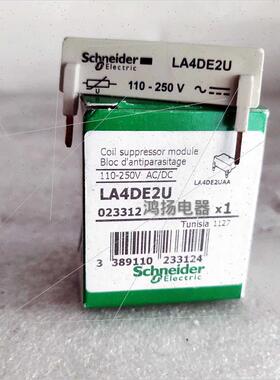 Schneider Electric LA4DE2U
110 - 250 V
Coil suppressor module
Bloc d'antiparasitage
110-250V AC/DC
LA4DE2U
LA4DE2UAA
023312 鸿扬电器 x1
Tunisia 1127
3 389110 233124
Schneider
Electric